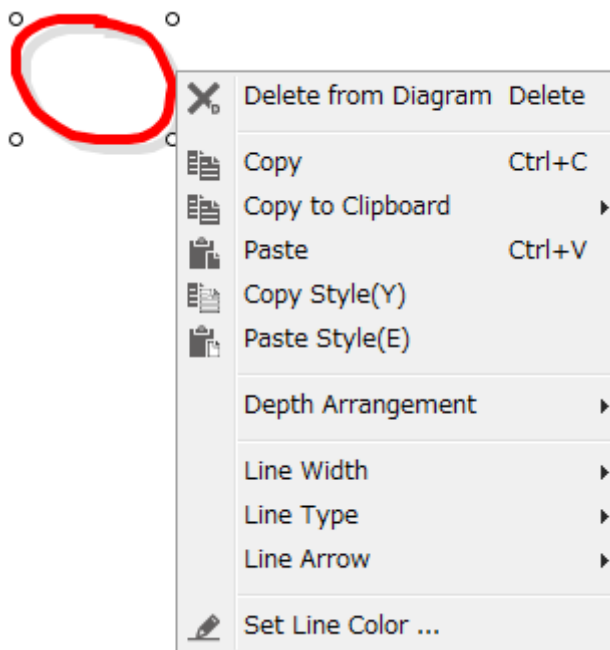 Delete from Diagram Delete
Copy Ctrl+C
Copy to Clipboard
Paste Ctrl+V
Copy Style(Y)
Paste Style(E)
Depth Arrangement
Line Width
Line Type
Line Arrow
Set Line Color ...